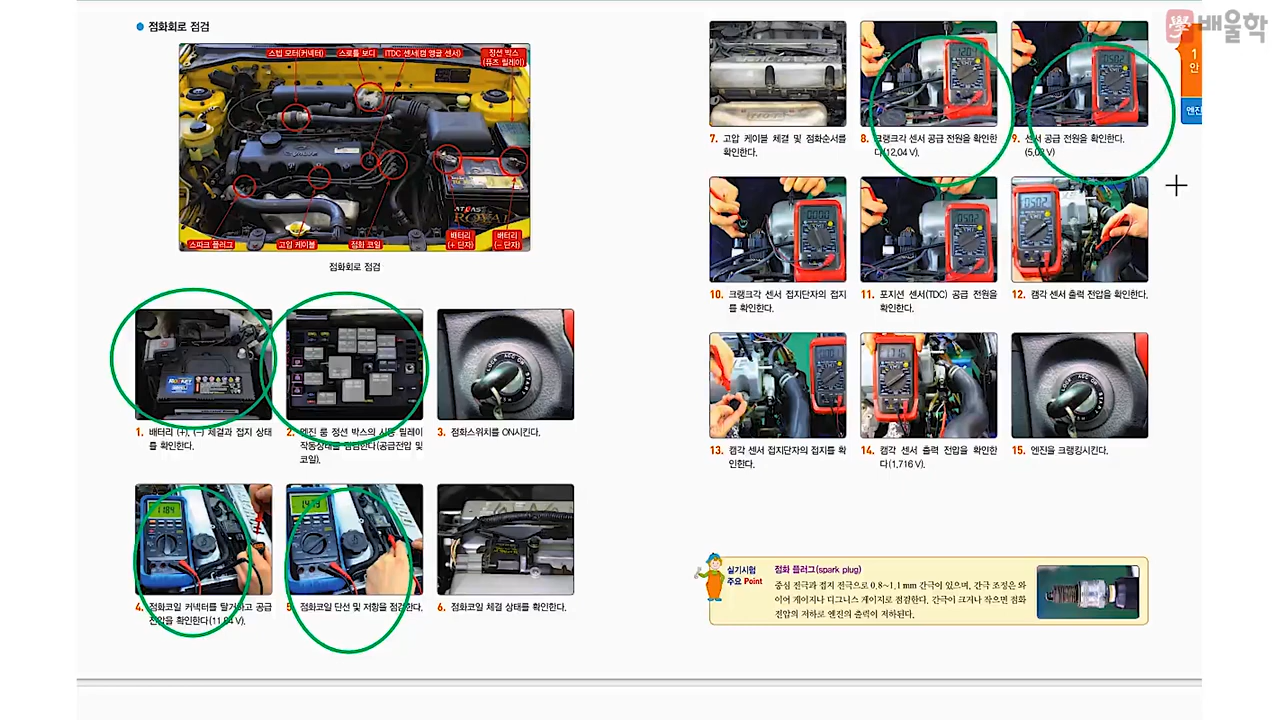 점화회로 점검
스텝 모터(커넥터)
스로틀 보디
TDC 센서(캠 앵글 센서)
정션 박스
(퓨즈 릴레이)
스파크 플러그
고압 케이블
점화 코일
배터리
(+ 단자)
배터리
(− 단자)
점화회로 점검
1. 배터리 (+), (−) 체결과 접지 상태
를 확인한다.
2. 엔진 룸 정션 박스의 시동 릴레이
작동상태를 점검한다(공급전압 및
코일).
3. 점화스위치를 ON시킨다.
4. 점화코일 커넥터를 탈거하고 공급
전압을 확인한다(11.84 V).
5. 점화코일 단선 및 저항을 점검한다.
6. 점화코일 체결 상태를 확인한다.
배울학
1
안
엔진
7. 고압 케이블 체결 및 점화순서를
확인한다.
8. 크랭크각 센서 공급 전원을 확인한
다(12.04 V).
9. 센서 공급 전원을 확인한다.
(5.02 V)
10. 크랭크각 센서 접지단자의 접지
를 확인한다.
11. 포지션 센서(TDC) 공급 전원을
확인한다.
12. 캠각 센서 출력 전압을 확인한다.
13. 캠각 센서 접지단자의 접지를 확
인한다.
14. 캠각 센서 출력 전압을 확인한
다(1.716 V).
15. 엔진을 크랭킹시킨다.
실기시험
주요 Point
점화 플러그(spark plug)
중심 전극과 접지 전극으로 0.8~1.1 mm 간극이 있으며, 간극 조정은 와
이어 게이지나 디그니스 게이지로 점검한다. 간극이 크거나 작으면 점화
전압의 저하로 엔진의 출력이 저하된다.